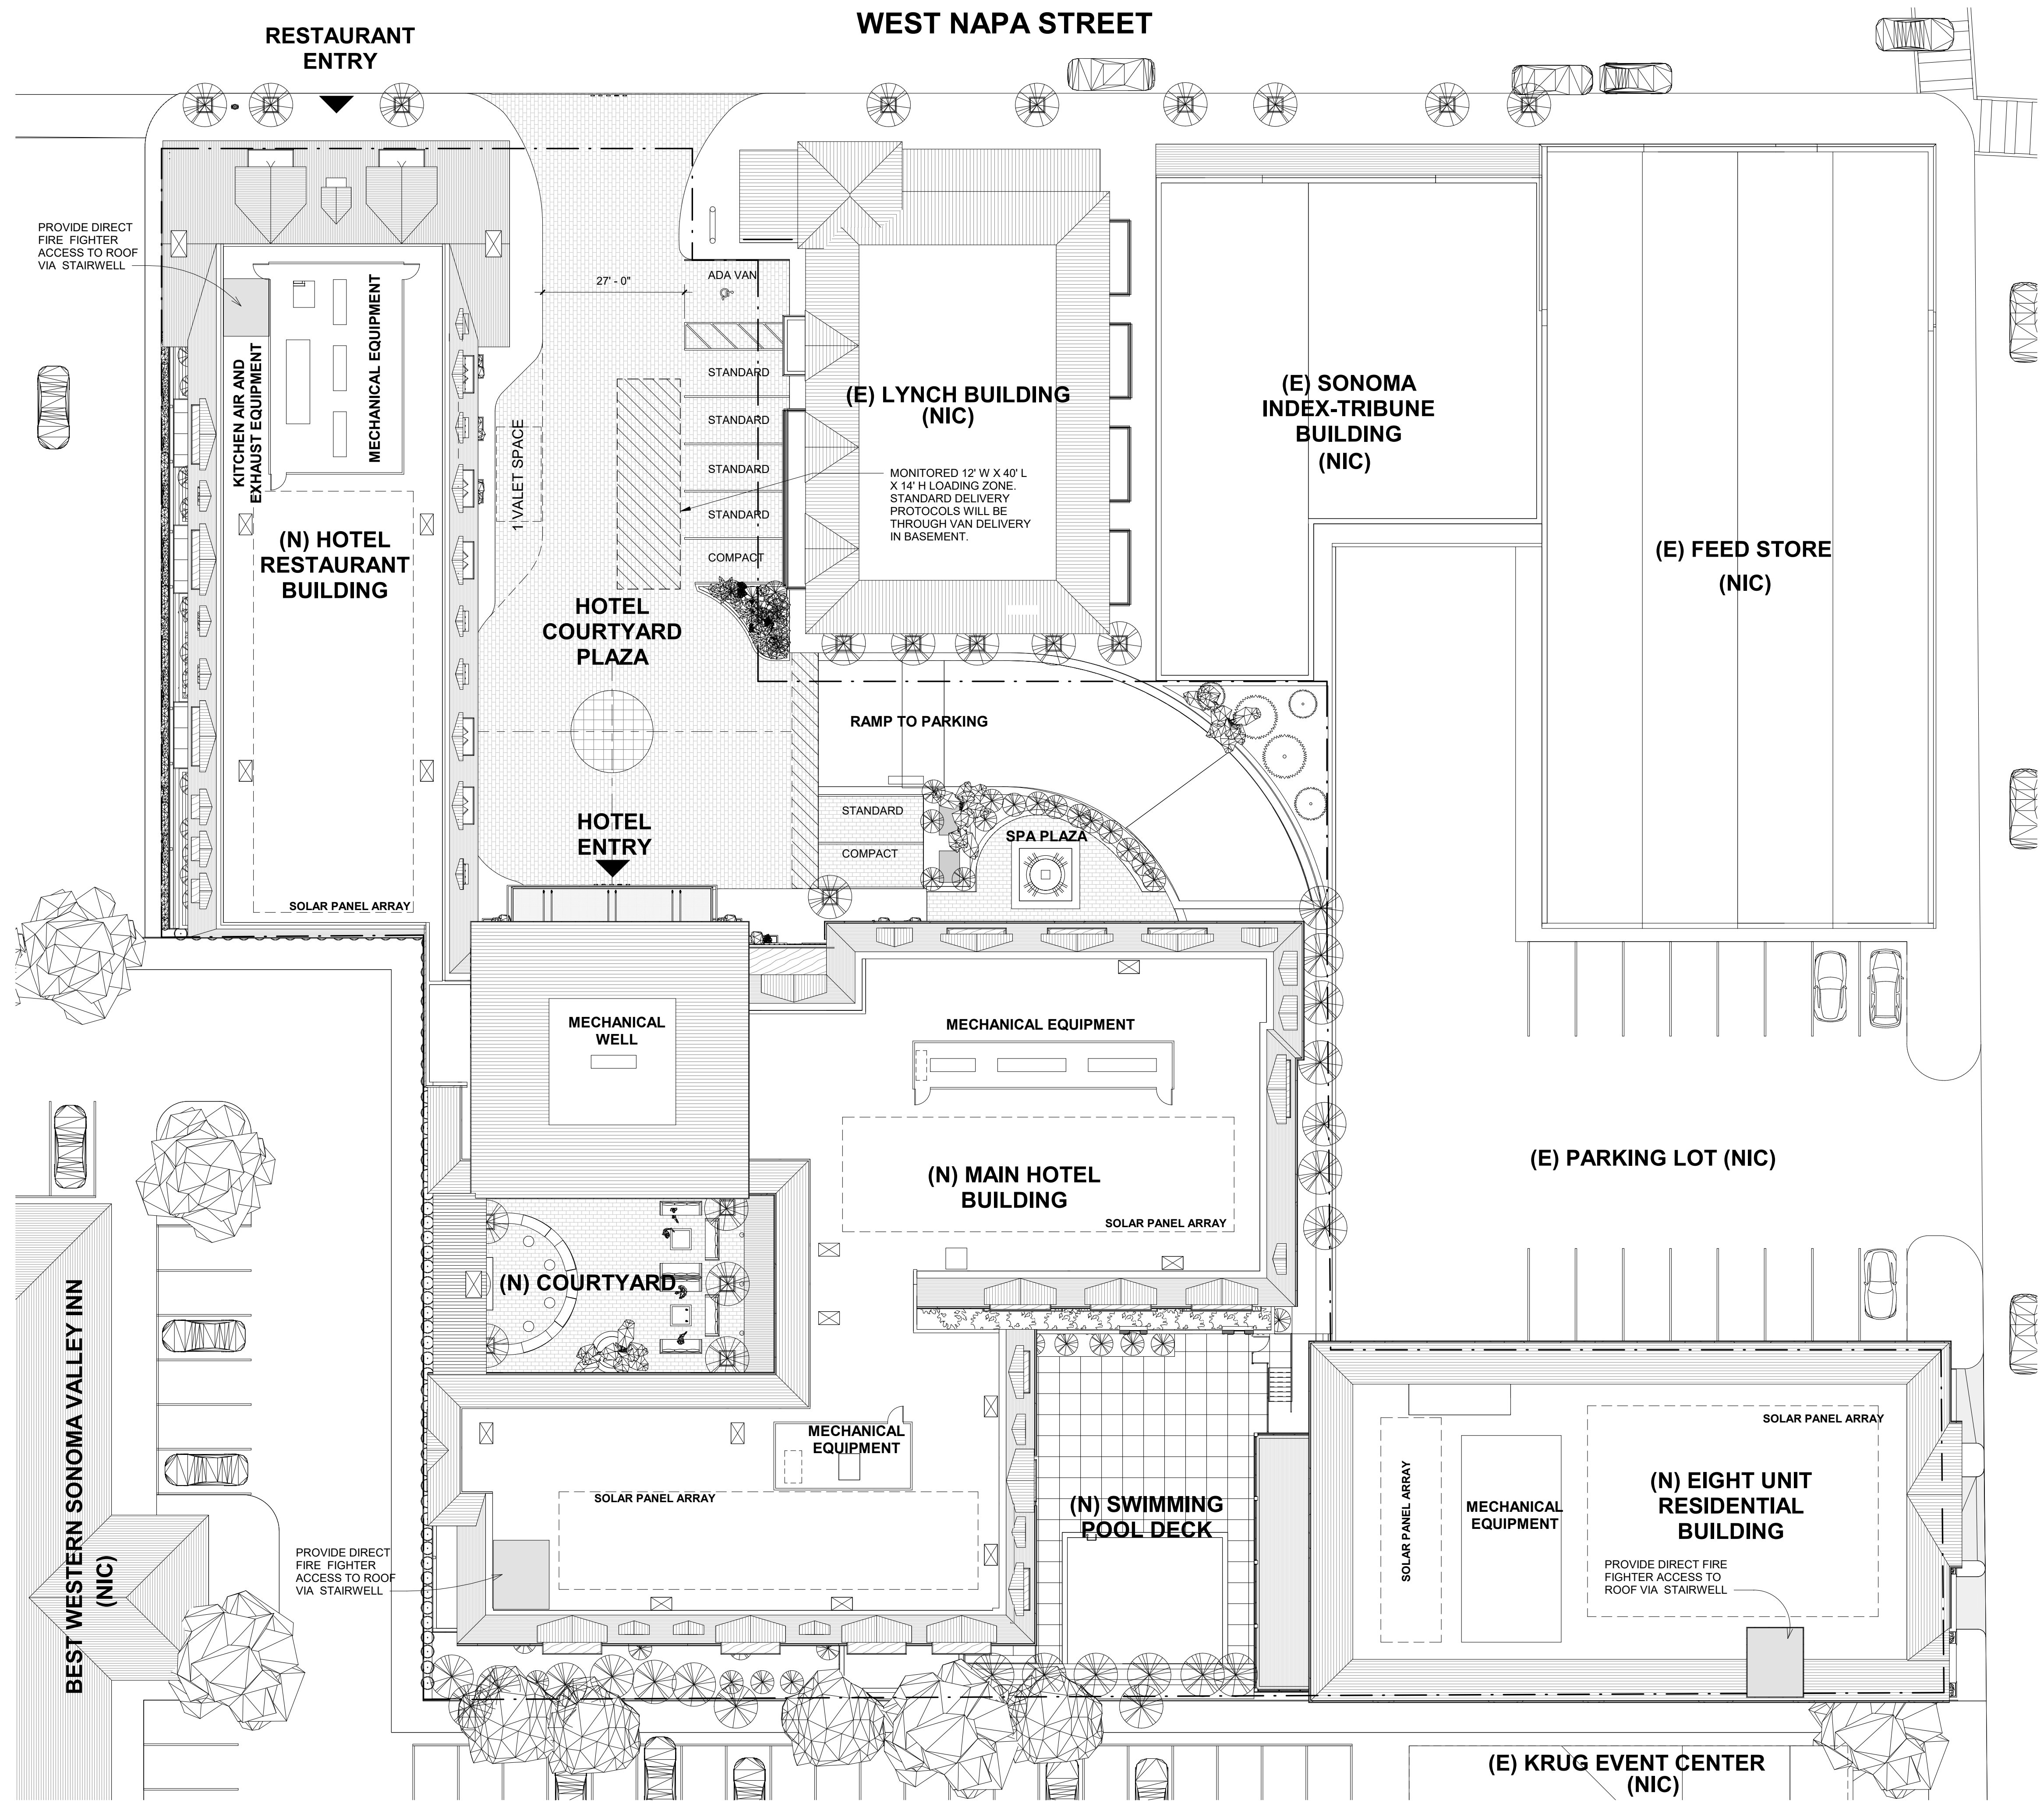 WEST NAPA STREET
RESTAURANT
ENTRY
PROVIDE DIRECT
FIRE FIGHTER
ACCESS TO ROOF
VIA STAIRWELL
KITCHEN AIR AND
EXHAUST EQUIPMENT
MECHANICAL EQUIPMENT
(N) HOTEL
RESTAURANT
BUILDING
SOLAR PANEL ARRAY
27' - 0"
1 VALET SPACE
ADA VAN
STANDARD
STANDARD
STANDARD
STANDARD
COMPACT
HOTEL
COURTYARD
PLAZA
(E) LYNCH BUILDING
(NIC)
MONITORED 12' W X 40' L
X 14' H LOADING ZONE.
STANDARD DELIVERY
PROTOCOLS WILL BE
THROUGH VAN DELIVERY
IN BASEMENT.
(E) SONOMA
INDEX-TRIBUNE
BUILDING
(NIC)
(E) FEED STORE
(NIC)
RAMP TO PARKING
STANDARD
COMPACT
SPA PLAZA
HOTEL
ENTRY
MECHANICAL
WELL
MECHANICAL EQUIPMENT
(N) MAIN HOTEL
BUILDING
SOLAR PANEL ARRAY
(E) PARKING LOT (NIC)
(N) COURTYARD
MECHANICAL
EQUIPMENT
SOLAR PANEL ARRAY
PROVIDE DIRECT
FIRE FIGHTER
ACCESS TO ROOF
VIA STAIRWELL
BEST WESTERN SONOMA VALLEY INN
(NIC)
(N) SWIMMING
POOL DECK
SOLAR PANEL ARRAY
MECHANICAL
EQUIPMENT
SOLAR PANEL ARRAY
(N) EIGHT UNIT
RESIDENTIAL
BUILDING
PROVIDE DIRECT FIRE
FIGHTER ACCESS TO
ROOF VIA STAIRWELL
(E) KRUG EVENT CENTER
(NIC)